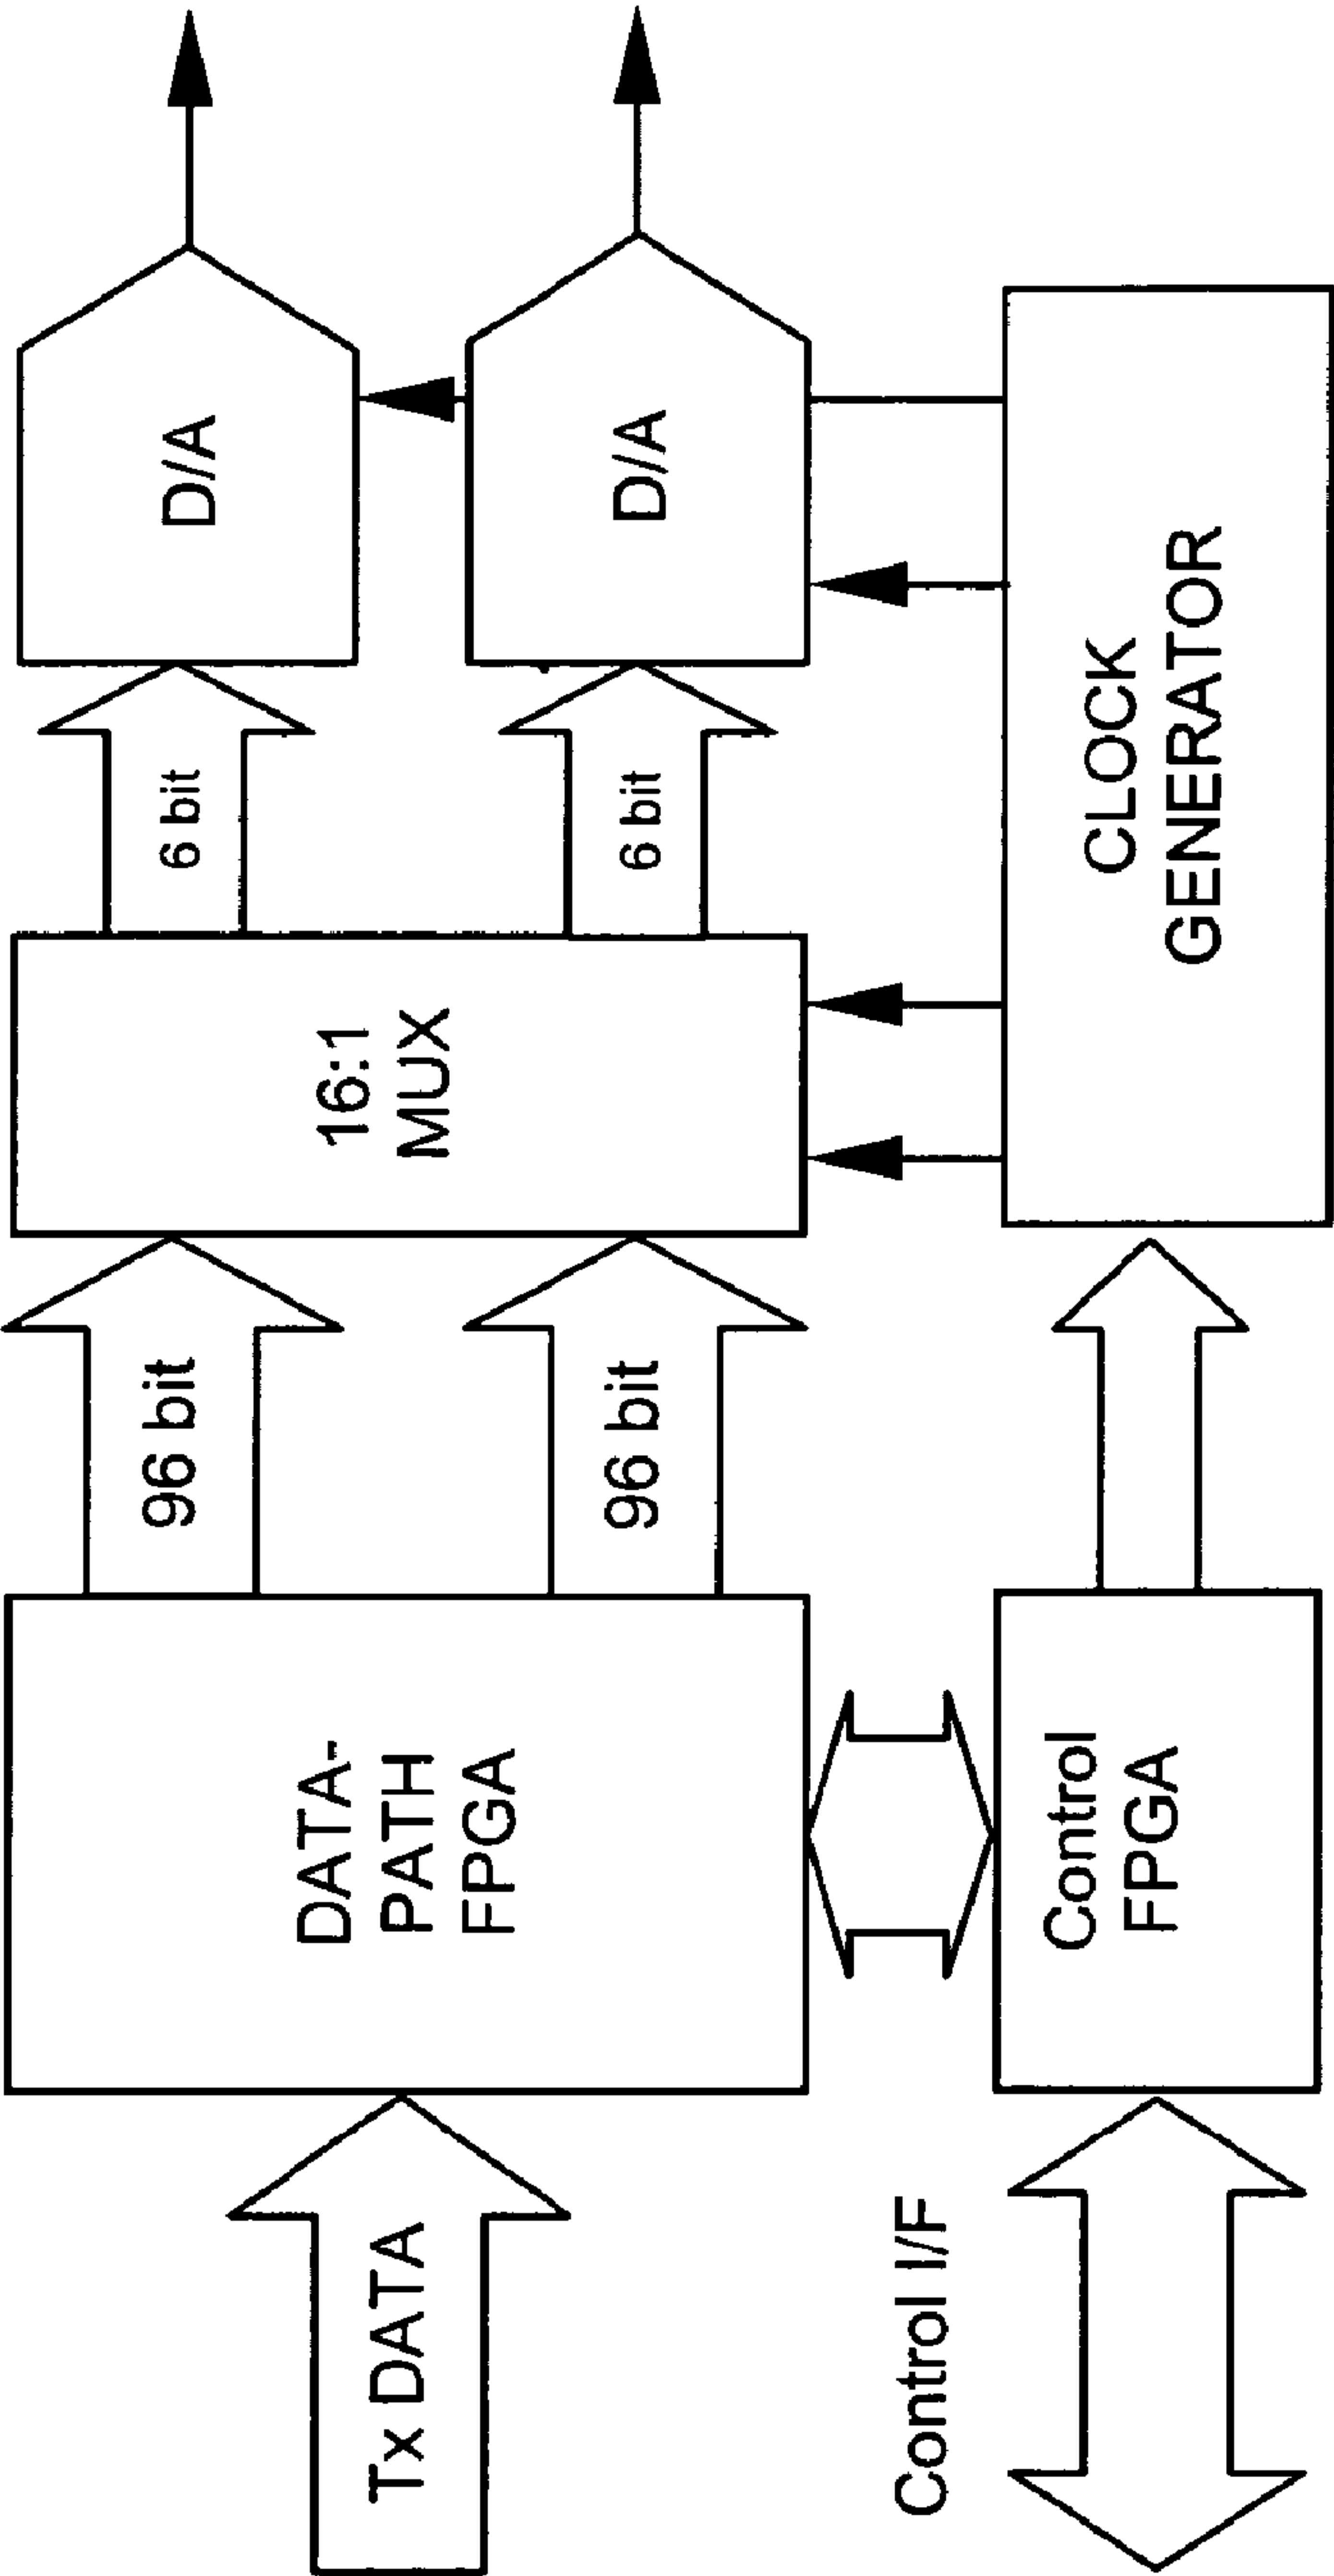 Tx DATA
DATA-
PATH
FPGA
96 bit
96 bit
16:1
MUX
6 bit
6 bit
D/A
D/A
Control I/F
Control
FPGA
CLOCK
GENERATOR